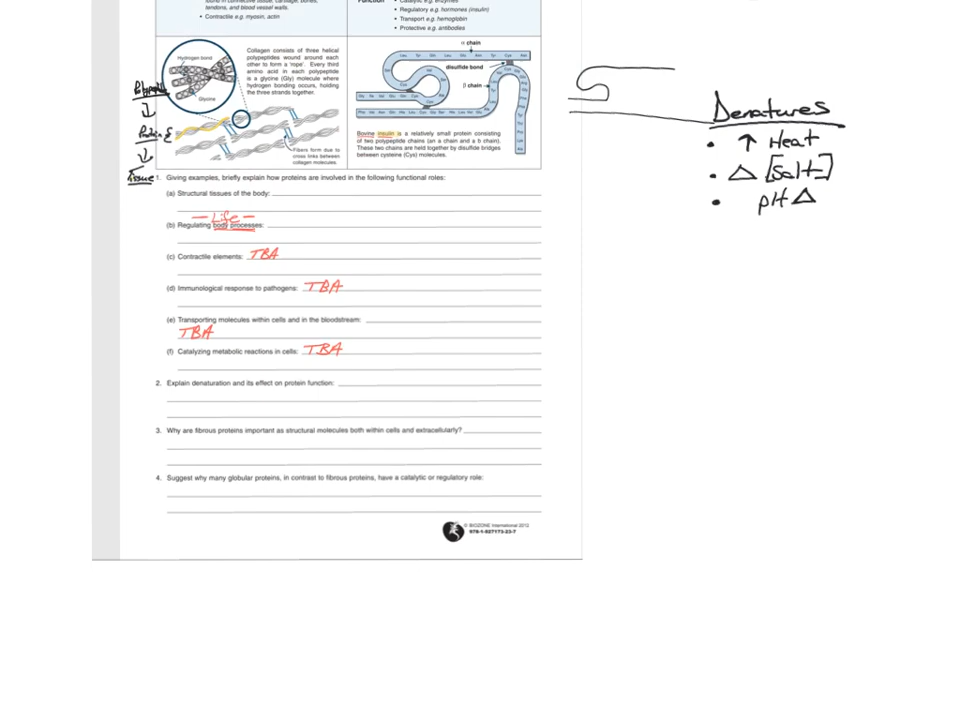 tendons, and blood vessel walls.
• Contractile e.g. myosin, actin
Function
• Regulatory e.g. hormones (insulin)
• Transport e.g. hemoglobin
• Protective e.g. antibodies
Hydrogen bond
Glycine
Collagen consists of three helical
polypeptides wound around each
other to form a 'rope'. Every third
amino acid in each polypeptide
is a glycine (Gly) molecule where
hydrogen bonding occurs, holding
the three strands together.
Fibers form due to
cross links between
collagen molecules.
α chain
disulfide bond
β chain
Bovine insulin is a relatively small protein consisting
of two polypeptide chains (an α chain and a β chain).
These two chains are held together by disulfide bridges
between cysteine (Cys) molecules.
Protein
Tissue
Denatures
• ↑ Heat
• Δ [Salt]
• pH Δ
1. Giving examples, briefly explain how proteins are involved in the following functional roles:
(a) Structural tissues of the body:
— Life —
(b) Regulating body processes:
(c) Contractile elements: TBA
(d) Immunological response to pathogens: TBA
(e) Transporting molecules within cells and in the bloodstream:
TBA
(f) Catalyzing metabolic reactions in cells: TBA
2. Explain denaturation and its effect on protein function:
3. Why are fibrous proteins important as structural molecules both within cells and extracellularly?
4. Suggest why many globular proteins, in contrast to fibrous proteins, have a catalytic or regulatory role:
© BIOZONE International 2012
978-1-927173-23-7